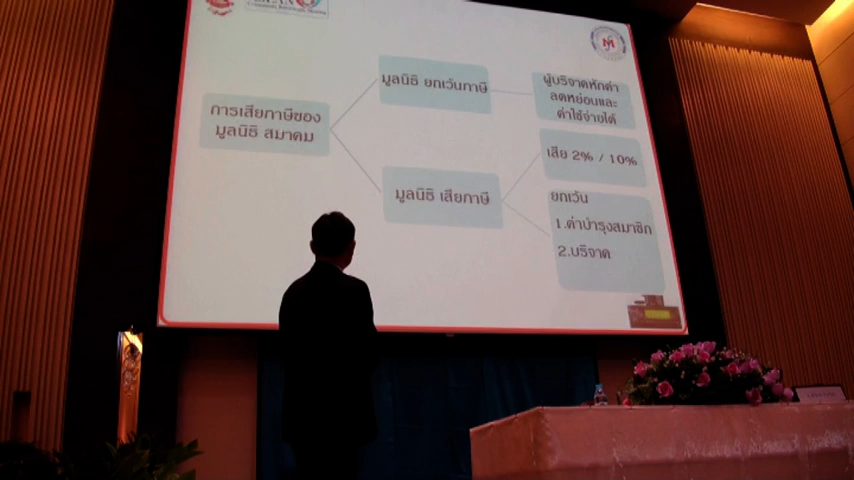 การเสียภาษีของ
มูลนิธิ สมาคม
มูลนิธิ ยกเว้นภาษี
ผู้บริจาคหักค่า
ลดหย่อนและ
ค่าใช้จ่ายได้
มูลนิธิ เสียภาษี
เสีย 2% / 10%
ยกเว้น
1.ค่าบำรุงสมาชิก
2.บริจาค